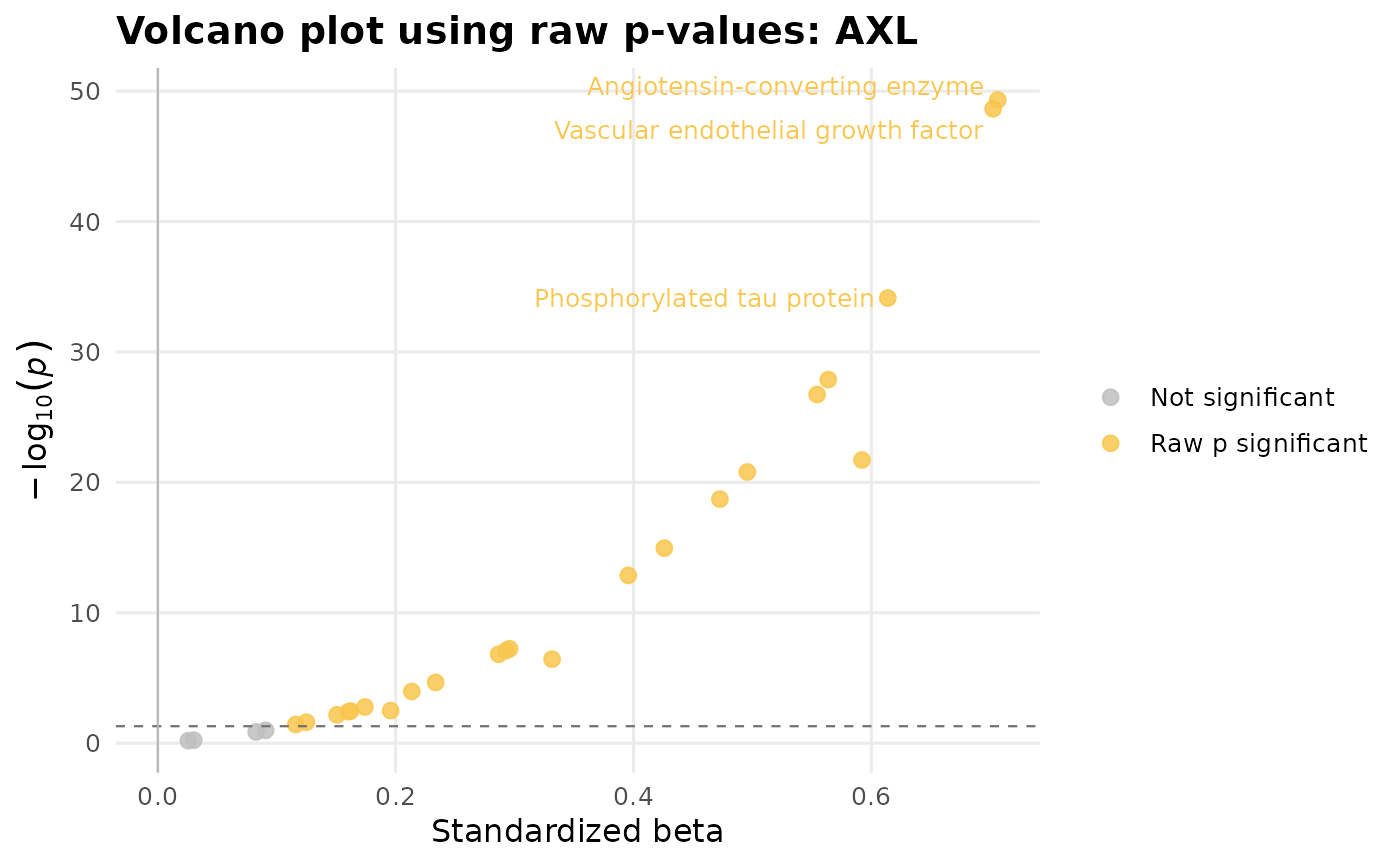 Volcano plot using raw p-values: AXL
50
40
30
20
10
0
−log10(p)
Angiotensin-converting enzyme
Vascular endothelial growth factor
Phosphorylated tau protein
0.0
0.2
0.4
0.6
Standardized beta
Not significant
Raw p significant